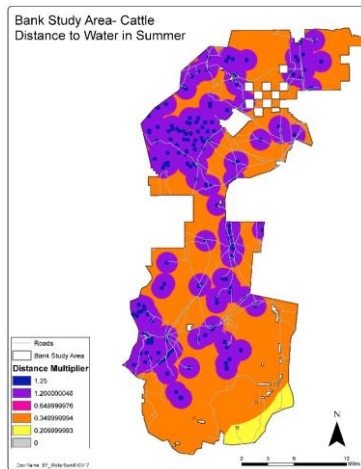 Bank Study Area- Cattle
Distance to Water in Summer
Roads
Bank Study Area
Distance Multiplier
1.25
1.200000048
0.649999976
0.349999994
0.209999993
0